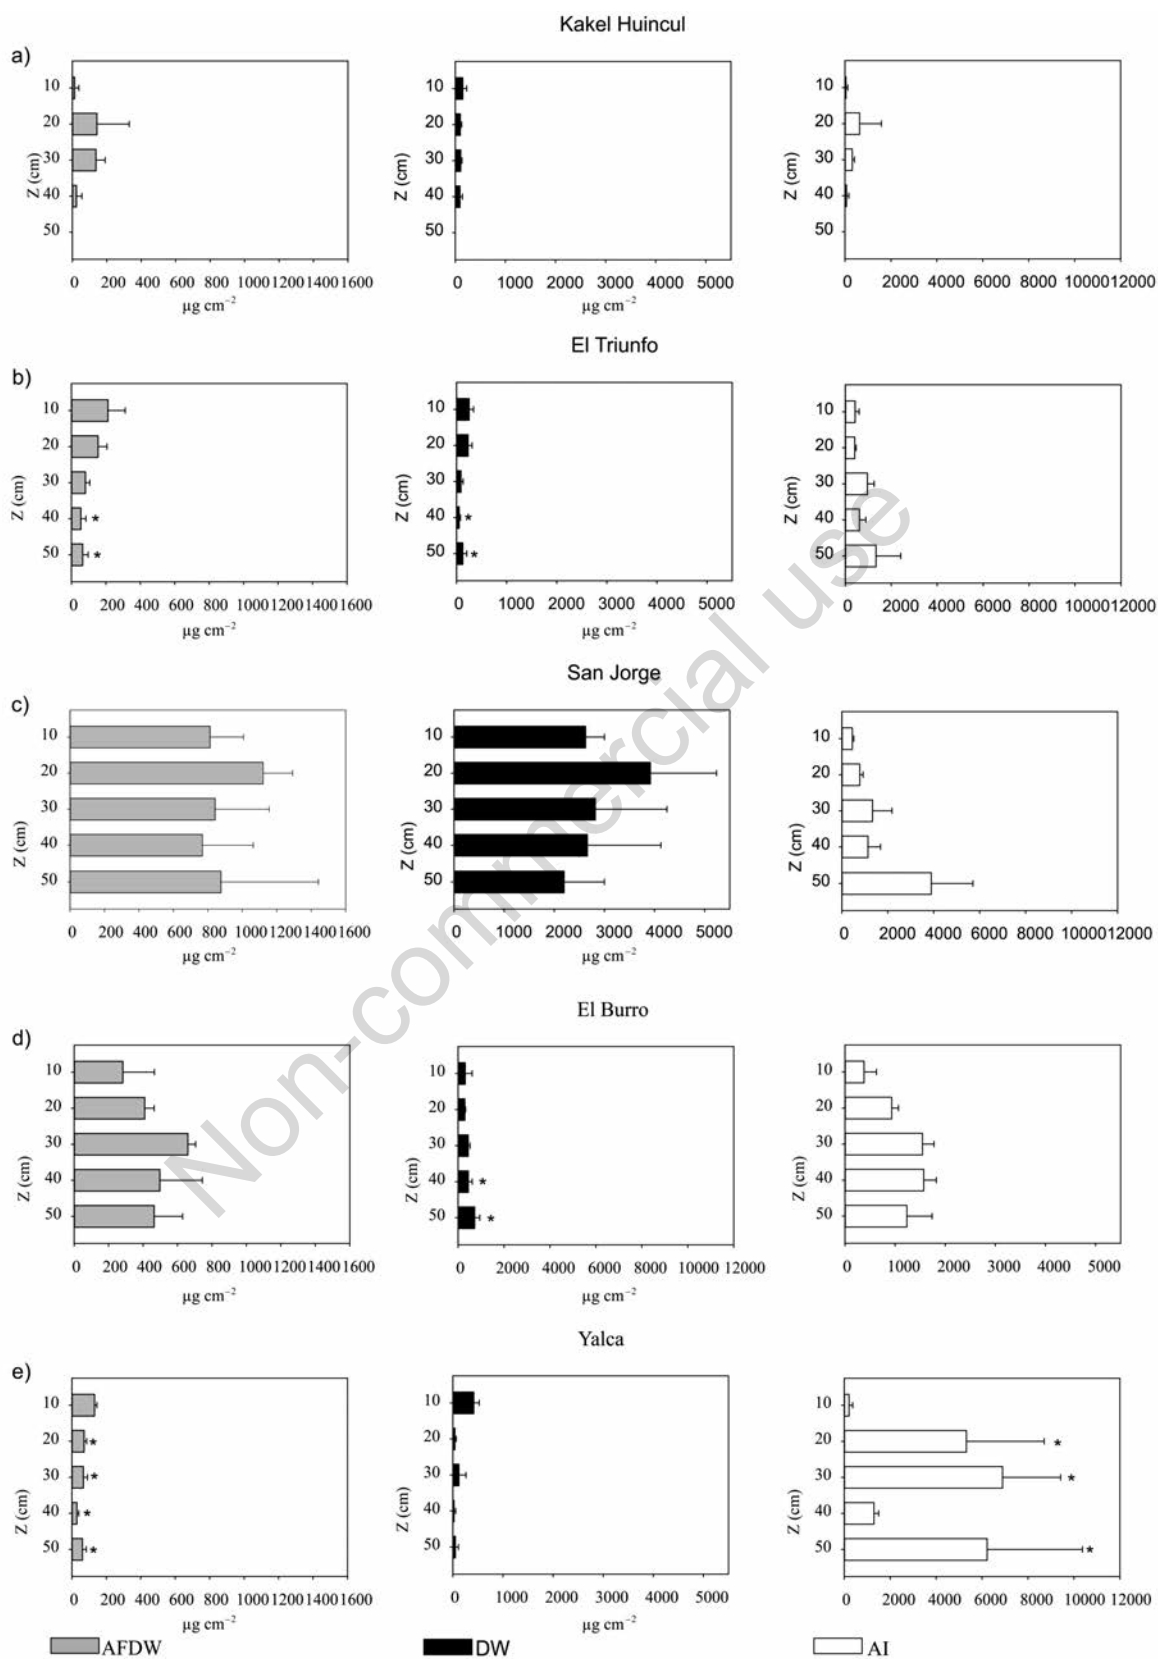 Kakel Huincul
a)
10
20
30
40
50
Z (cm)
0 200 400 600 800 1000 1200 1400 1600
µg cm⁻²
10
20
30
40
50
Z (cm)
0 1000 2000 3000 4000 5000
µg cm⁻²
10
20
30
40
50
Z (cm)
0 2000 4000 6000 8000 10000 12000
El Triunfo
b)
10
20
30
40 *
50 *
Z (cm)
0 200 400 600 800 1000 1200 1400 1600
µg cm⁻²
10
20
30
40 *
50 *
Z (cm)
0 1000 2000 3000 4000 5000
µg cm⁻²
10
20
30
40
50
Z (cm)
0 2000 4000 6000 8000 10000 12000
San Jorge
c)
10
20
30
40
50
Z (cm)
0 200 400 600 800 1000 1200 1400 1600
µg cm⁻²
10
20
30
40
50
Z (cm)
0 1000 2000 3000 4000 5000
µg cm⁻²
10
20
30
40
50
Z (cm)
0 2000 4000 6000 8000 10000 12000
El Burro
d)
10
20
30
40
50
Z (cm)
0 200 400 600 800 1000 1200 1400 1600
µg cm⁻²
10
20
30
40 *
50 *
Z (cm)
0 2000 4000 6000 8000 10000 12000
µg cm⁻²
10
20
30
40
50
Z (cm)
0 1000 2000 3000 4000 5000
Yalca
e)
10
20 *
30 *
40 *
50 *
Z (cm)
0 200 400 600 800 1000 1200 1400 1600
µg cm⁻²
10
20
30
40
50
Z (cm)
0 1000 2000 3000 4000 5000
µg cm⁻²
10
20 *
30 *
40
50 *
Z (cm)
0 2000 4000 6000 8000 10000 12000
AFDW
DW
AI
Non-commercial use